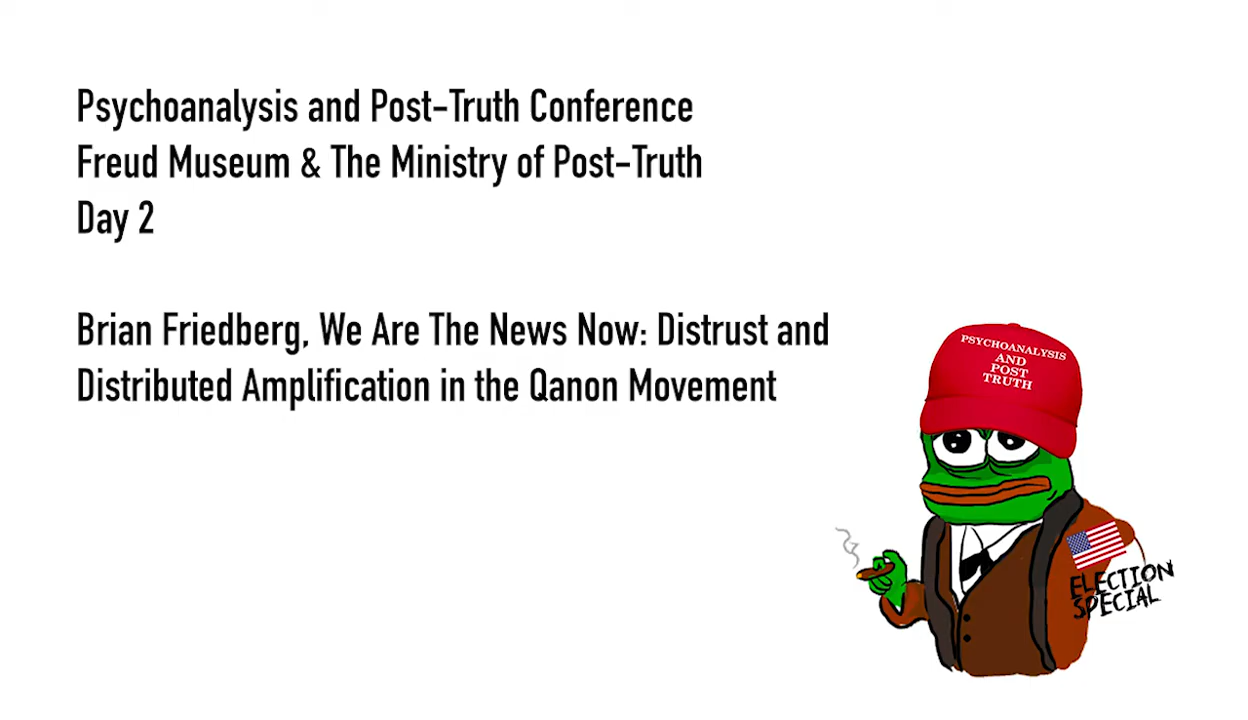 Psychoanalysis and Post-Truth Conference
Freud Museum & The Ministry of Post-Truth
Day 2
Brian Friedberg, We Are The News Now: Distrust and
Distributed Amplification in the Qanon Movement
PSYCHOANALYSIS
AND
POST
TRUTH
ELECTION
SPECIAL